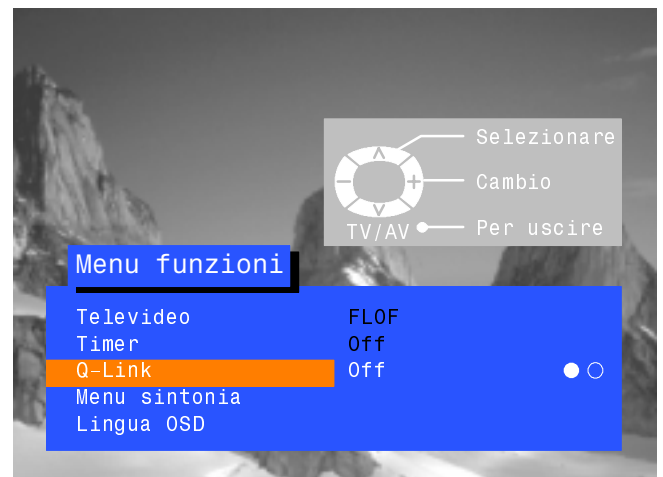 Selezionare
Cambio
TV/AV Per uscire
Menu funzioni
Televideo FLOF
Timer Off
Q-Link Off
Menu sintonia
Lingua OSD